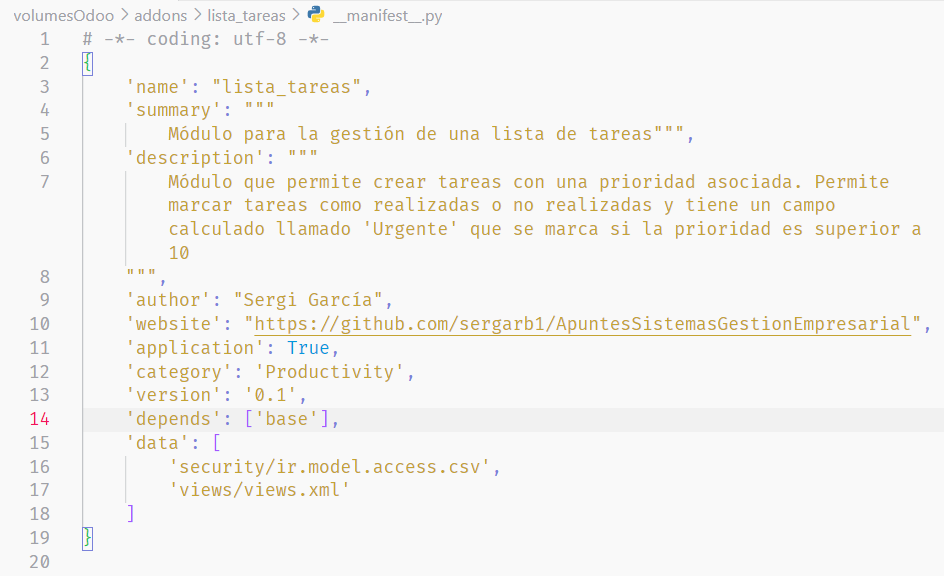 volumesOdoo > addons > lista_tareas > __manifest__.py
1 # -*- coding: utf-8 -*-
2 {
3 'name': "lista_tareas",
4 'summary': """
5 Módulo para la gestión de una lista de tareas""",
6 'description': """
7 Módulo que permite crear tareas con una prioridad asociada. Permite
marcar tareas como realizadas o no realizadas y tiene un campo
calculado llamado 'Urgente' que se marca si la prioridad es superior a
10
8 """,
9 'author': "Sergi García",
10 'website': "https://github.com/sergarb1/ApuntesSistemasGestionEmpresarial",
11 'application': True,
12 'category': 'Productivity',
13 'version': '0.1',
14 'depends': ['base'],
15 'data': [
16 'security/ir.model.access.csv',
17 'views/views.xml'
18 ]
19 }
20